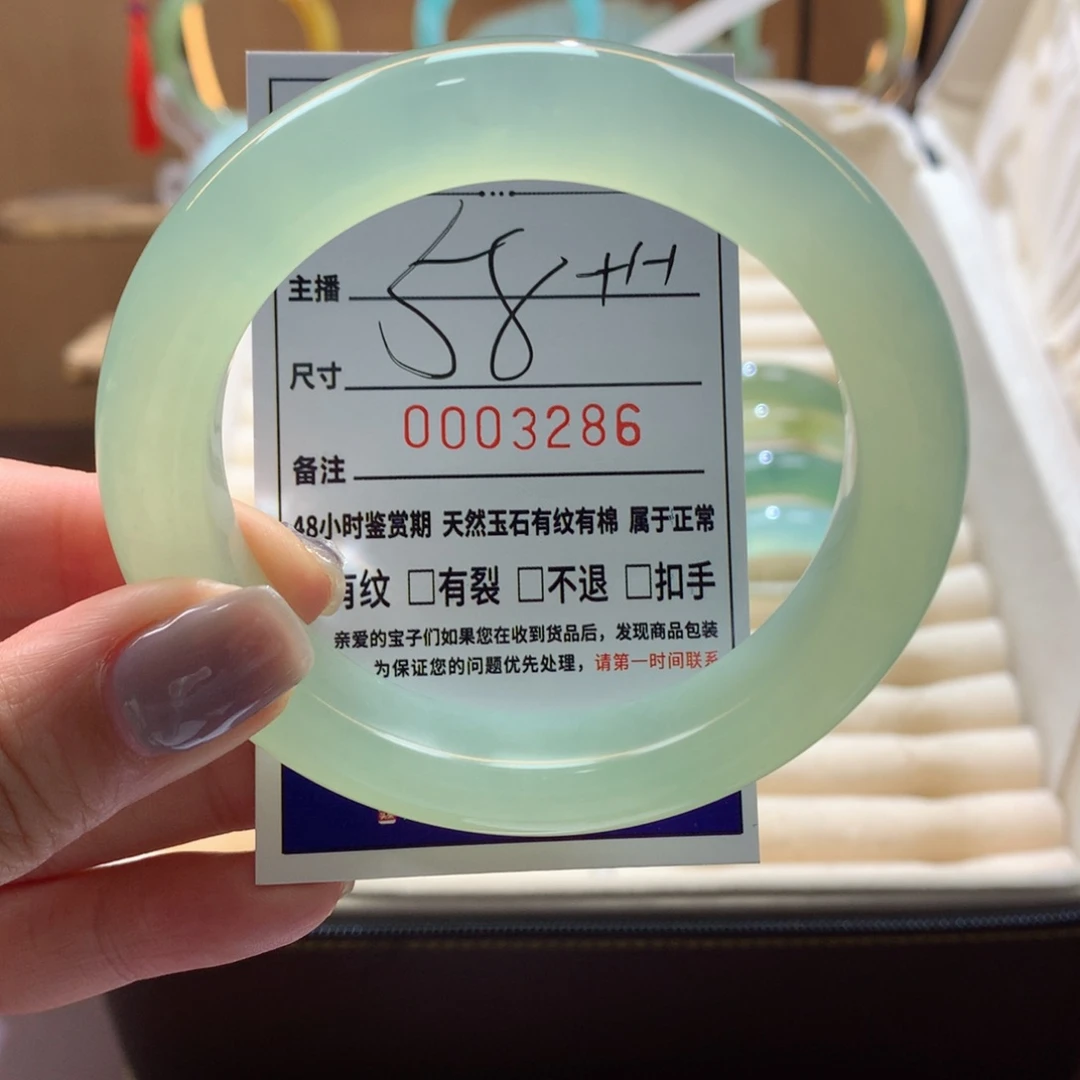 主播 58+++
尺寸
0003286
备注
48小时鉴赏期 天然玉石有纹有棉 属于正常
有纹 □有裂 □不退 □扣手
亲爱的宝子们如果您在收到货品后，发现商品包装
为保证您的问题优先处理，请第一时间联系